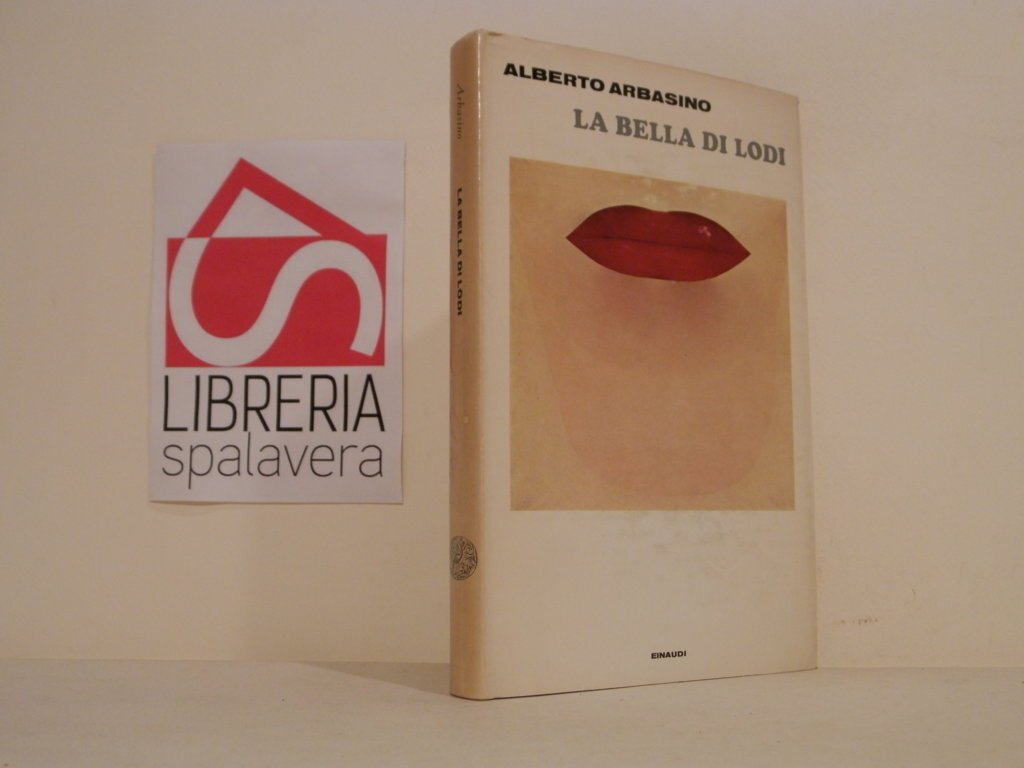 LIBRERIA
spalavera
Arbasino
LA BELLA DI LODI
ALBERTO ARBASINO
LA BELLA DI LODI
EINAUDI